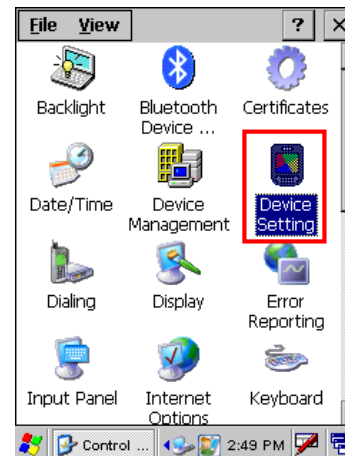 File View ? ×
Backlight Bluetooth Certificates
Device ...
Date/Time Device Device
Management Setting
Dialing Display Error
Reporting
Input Panel Internet Keyboard
Options
Control ... 2:49 PM